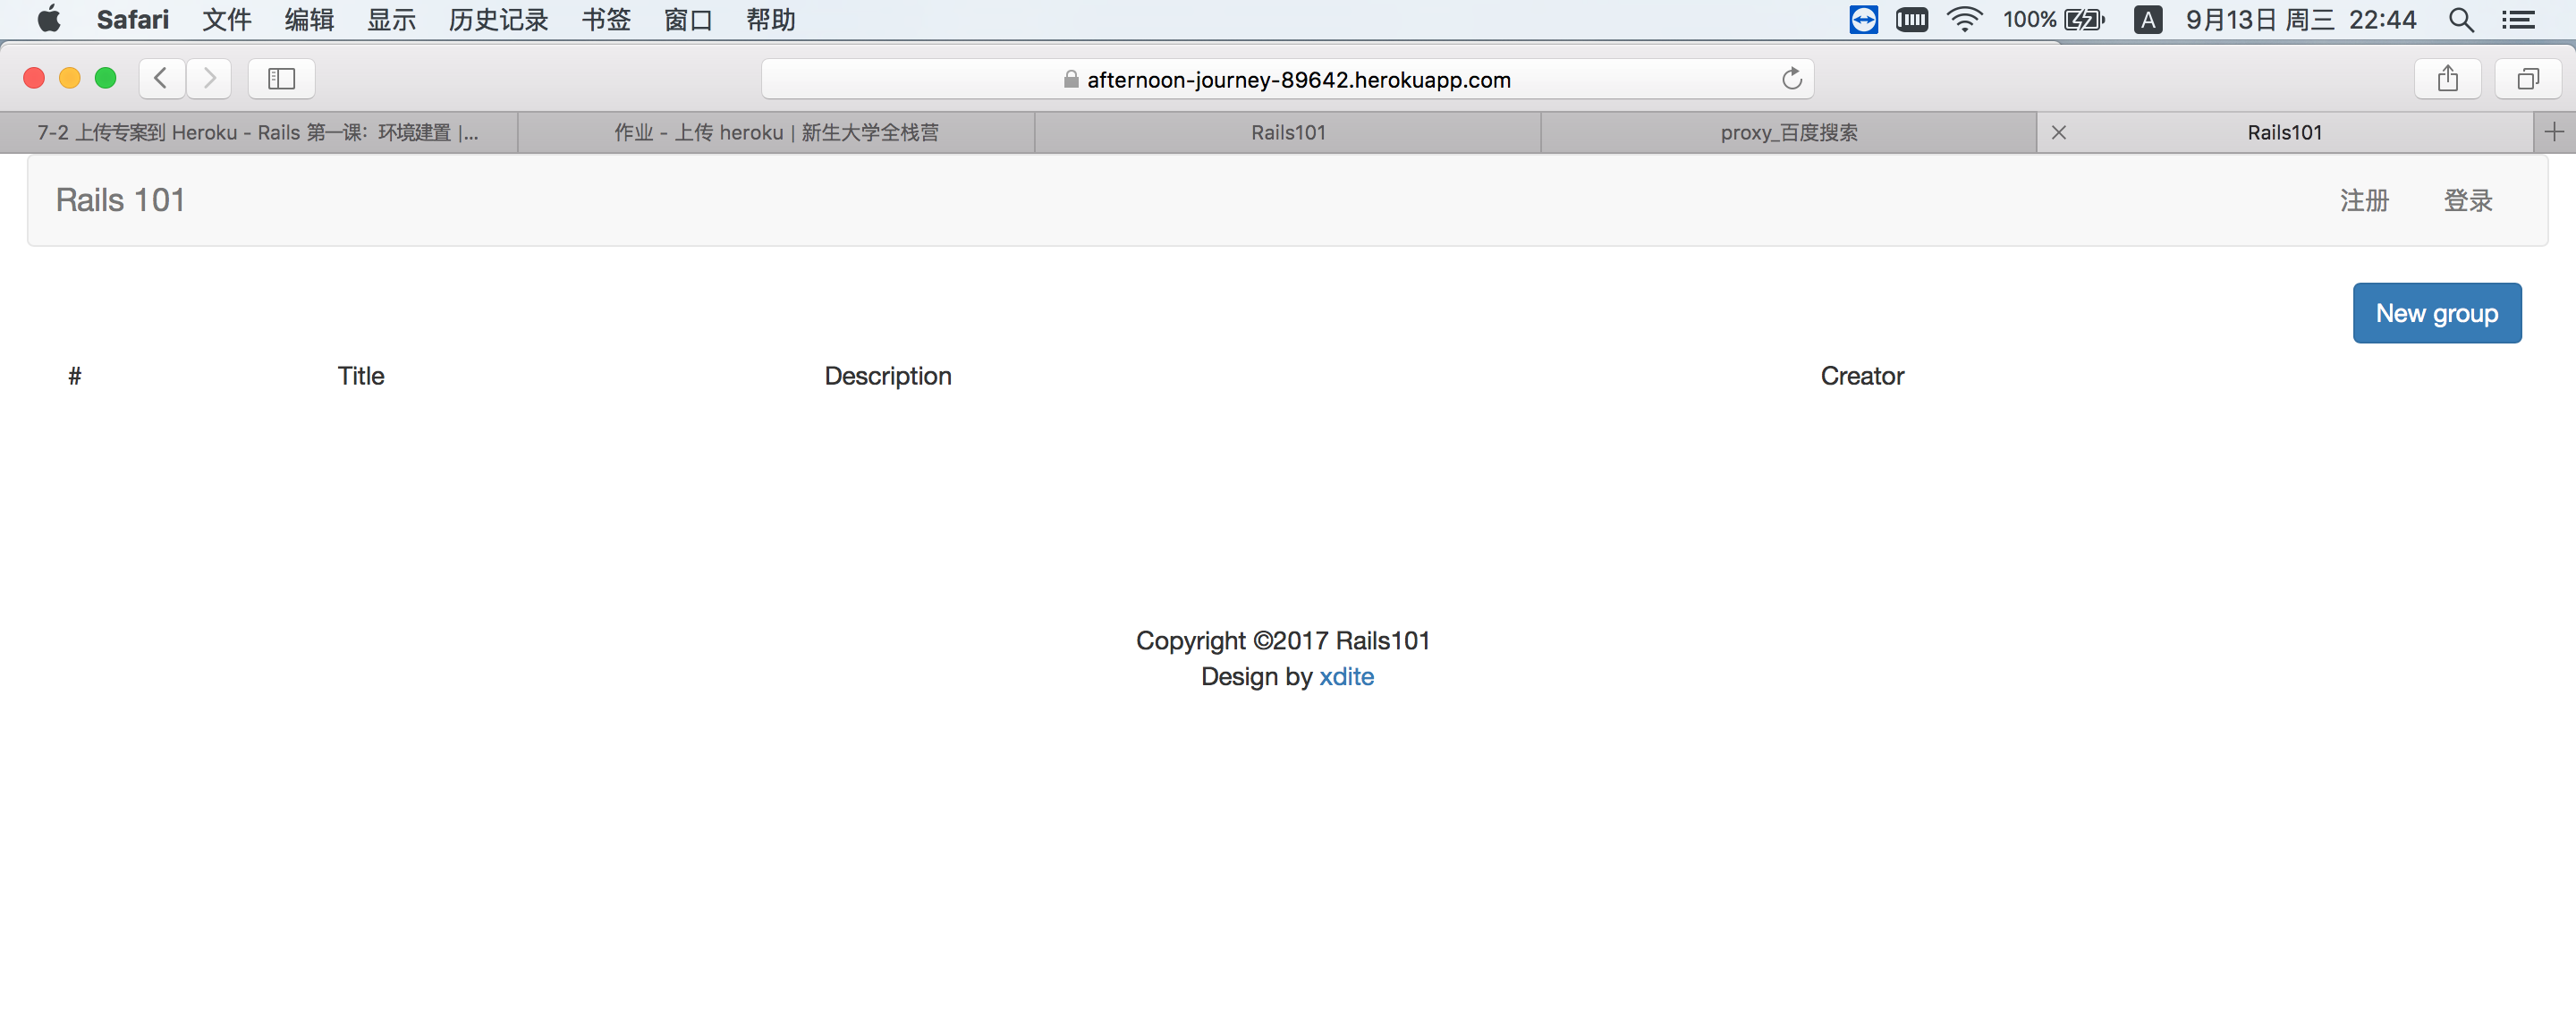 Safari 文件 编辑 显示 历史记录 书签 窗口 帮助 100% A 9月13日 周三 22:44
afternoon-journey-89642.herokuapp.com
7-2 上传专案到 Heroku - Rails 第一课：环境建置 |... 作业 - 上传 heroku | 新生大学全栈营 Rails101 proxy_百度搜索 Rails101
Rails 101 注册 登录
New group
# Title Description Creator
Copyright ©2017 Rails101
Design by xdite